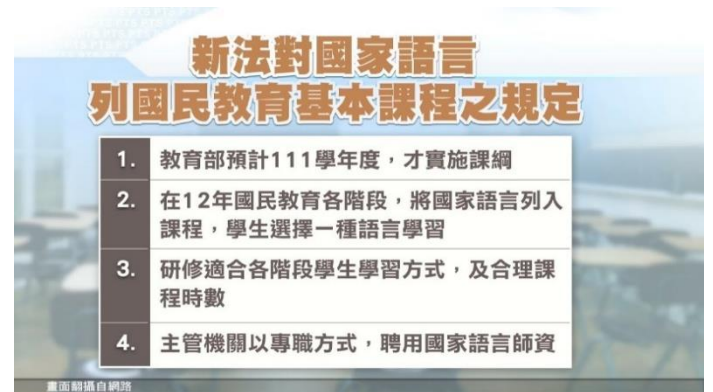 新法對國家語言
列國民教育基本課程之規定
1. 教育部預計111學年度，才實施課綱
2. 在12年國民教育各階段，將國家語言列入
課程，學生選擇一種語言學習
3. 研修適合各階段學生學習方式，及合理課
程時數
4. 主管機關以專職方式，聘用國家語言師資
畫面翻攝自網路